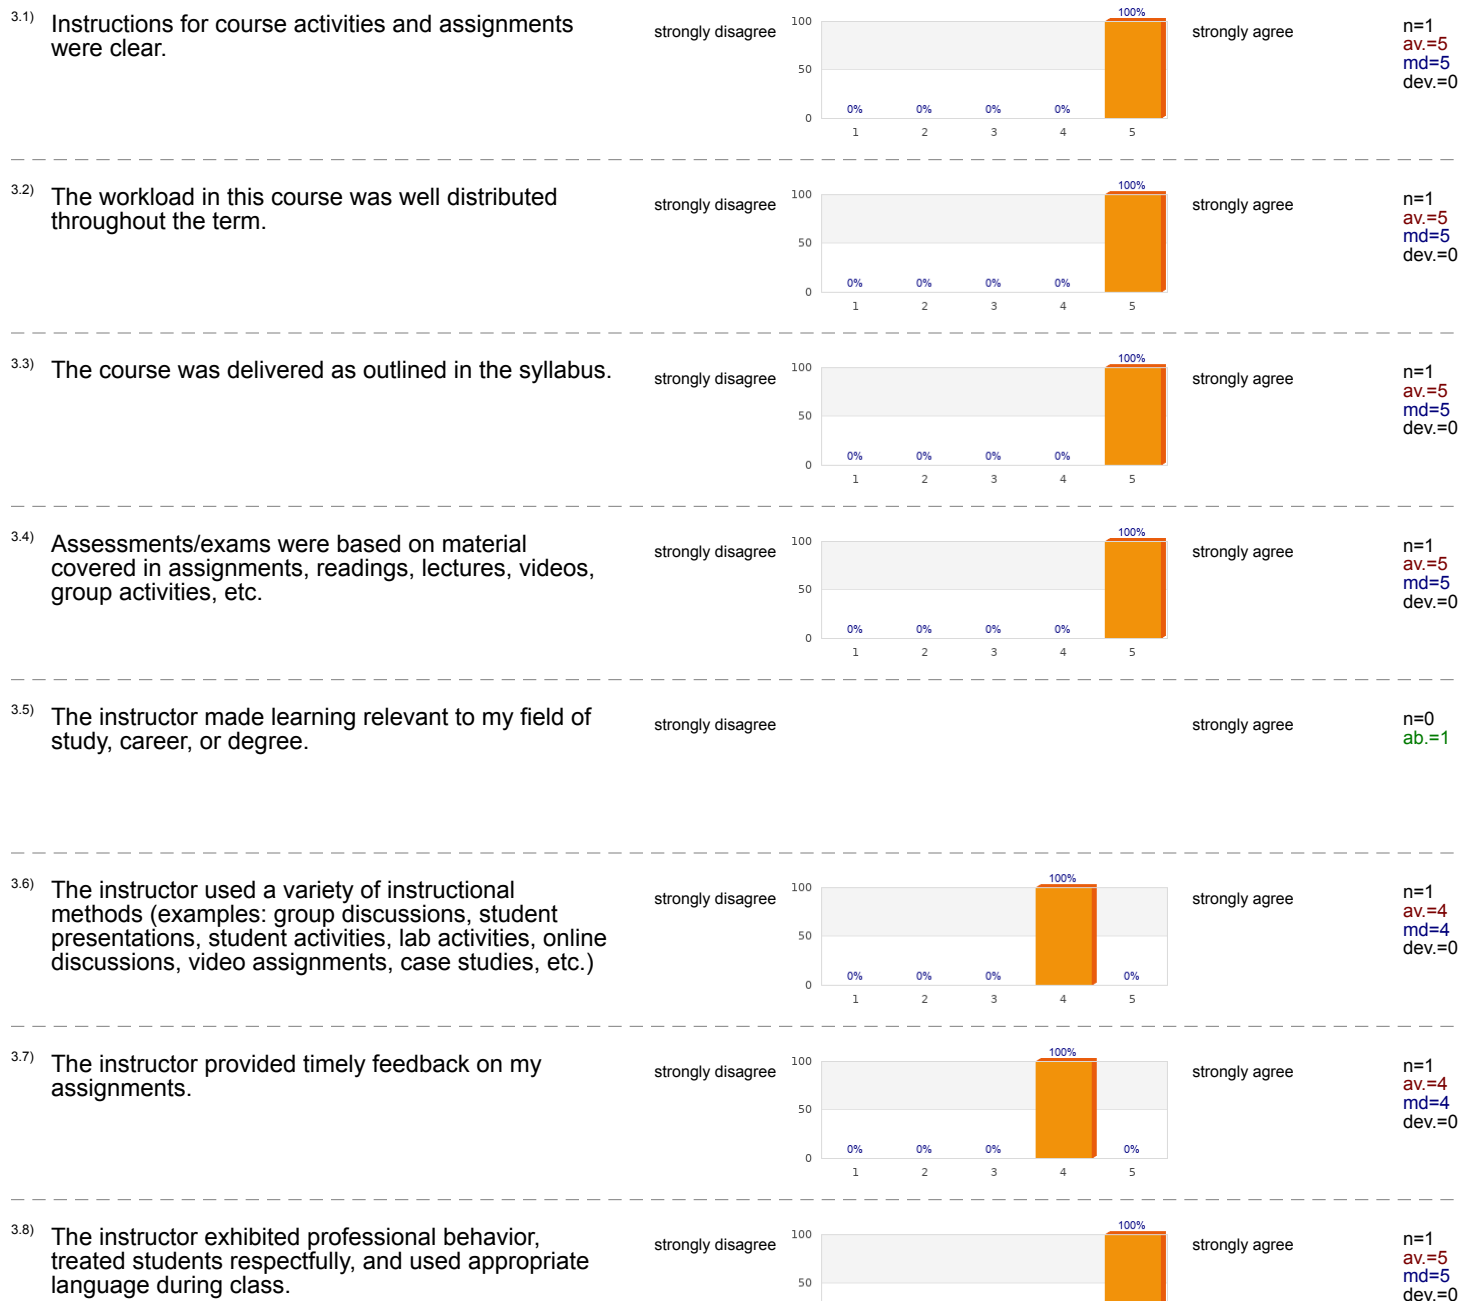 3.1) Instructions for course activities and assignments
were clear.
strongly disagree
100
50
0
0% 0% 0% 0% 100%
1 2 3 4 5
strongly agree
n=1
av.=5
md=5
dev.=0
3.2) The workload in this course was well distributed
throughout the term.
strongly disagree
100
50
0
0% 0% 0% 0% 100%
1 2 3 4 5
strongly agree
n=1
av.=5
md=5
dev.=0
3.3) The course was delivered as outlined in the syllabus.
strongly disagree
100
50
0
0% 0% 0% 0% 100%
1 2 3 4 5
strongly agree
n=1
av.=5
md=5
dev.=0
3.4) Assessments/exams were based on material
covered in assignments, readings, lectures, videos,
group activities, etc.
strongly disagree
100
50
0
0% 0% 0% 0% 100%
1 2 3 4 5
strongly agree
n=1
av.=5
md=5
dev.=0
3.5) The instructor made learning relevant to my field of
study, career, or degree.
strongly disagree
strongly agree
n=0
ab.=1
3.6) The instructor used a variety of instructional
methods (examples: group discussions, student
presentations, student activities, lab activities, online
discussions, video assignments, case studies, etc.)
strongly disagree
100
50
0
0% 0% 0% 100% 0%
1 2 3 4 5
strongly agree
n=1
av.=4
md=4
dev.=0
3.7) The instructor provided timely feedback on my
assignments.
strongly disagree
100
50
0
0% 0% 0% 100% 0%
1 2 3 4 5
strongly agree
n=1
av.=4
md=4
dev.=0
3.8) The instructor exhibited professional behavior,
treated students respectfully, and used appropriate
language during class.
strongly disagree
100
50
100%
strongly agree
n=1
av.=5
md=5
dev.=0